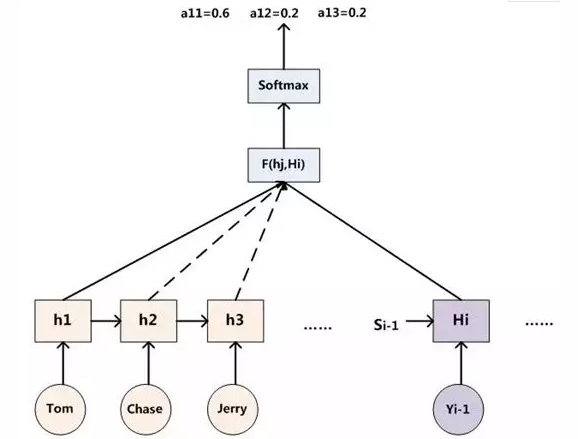 a11=0.6 a12=0.2 a13=0.2
Softmax
F(hj,Hi)
h1 h2 h3 ...... Si-1 Hi ......
Tom Chase Jerry Yi-1